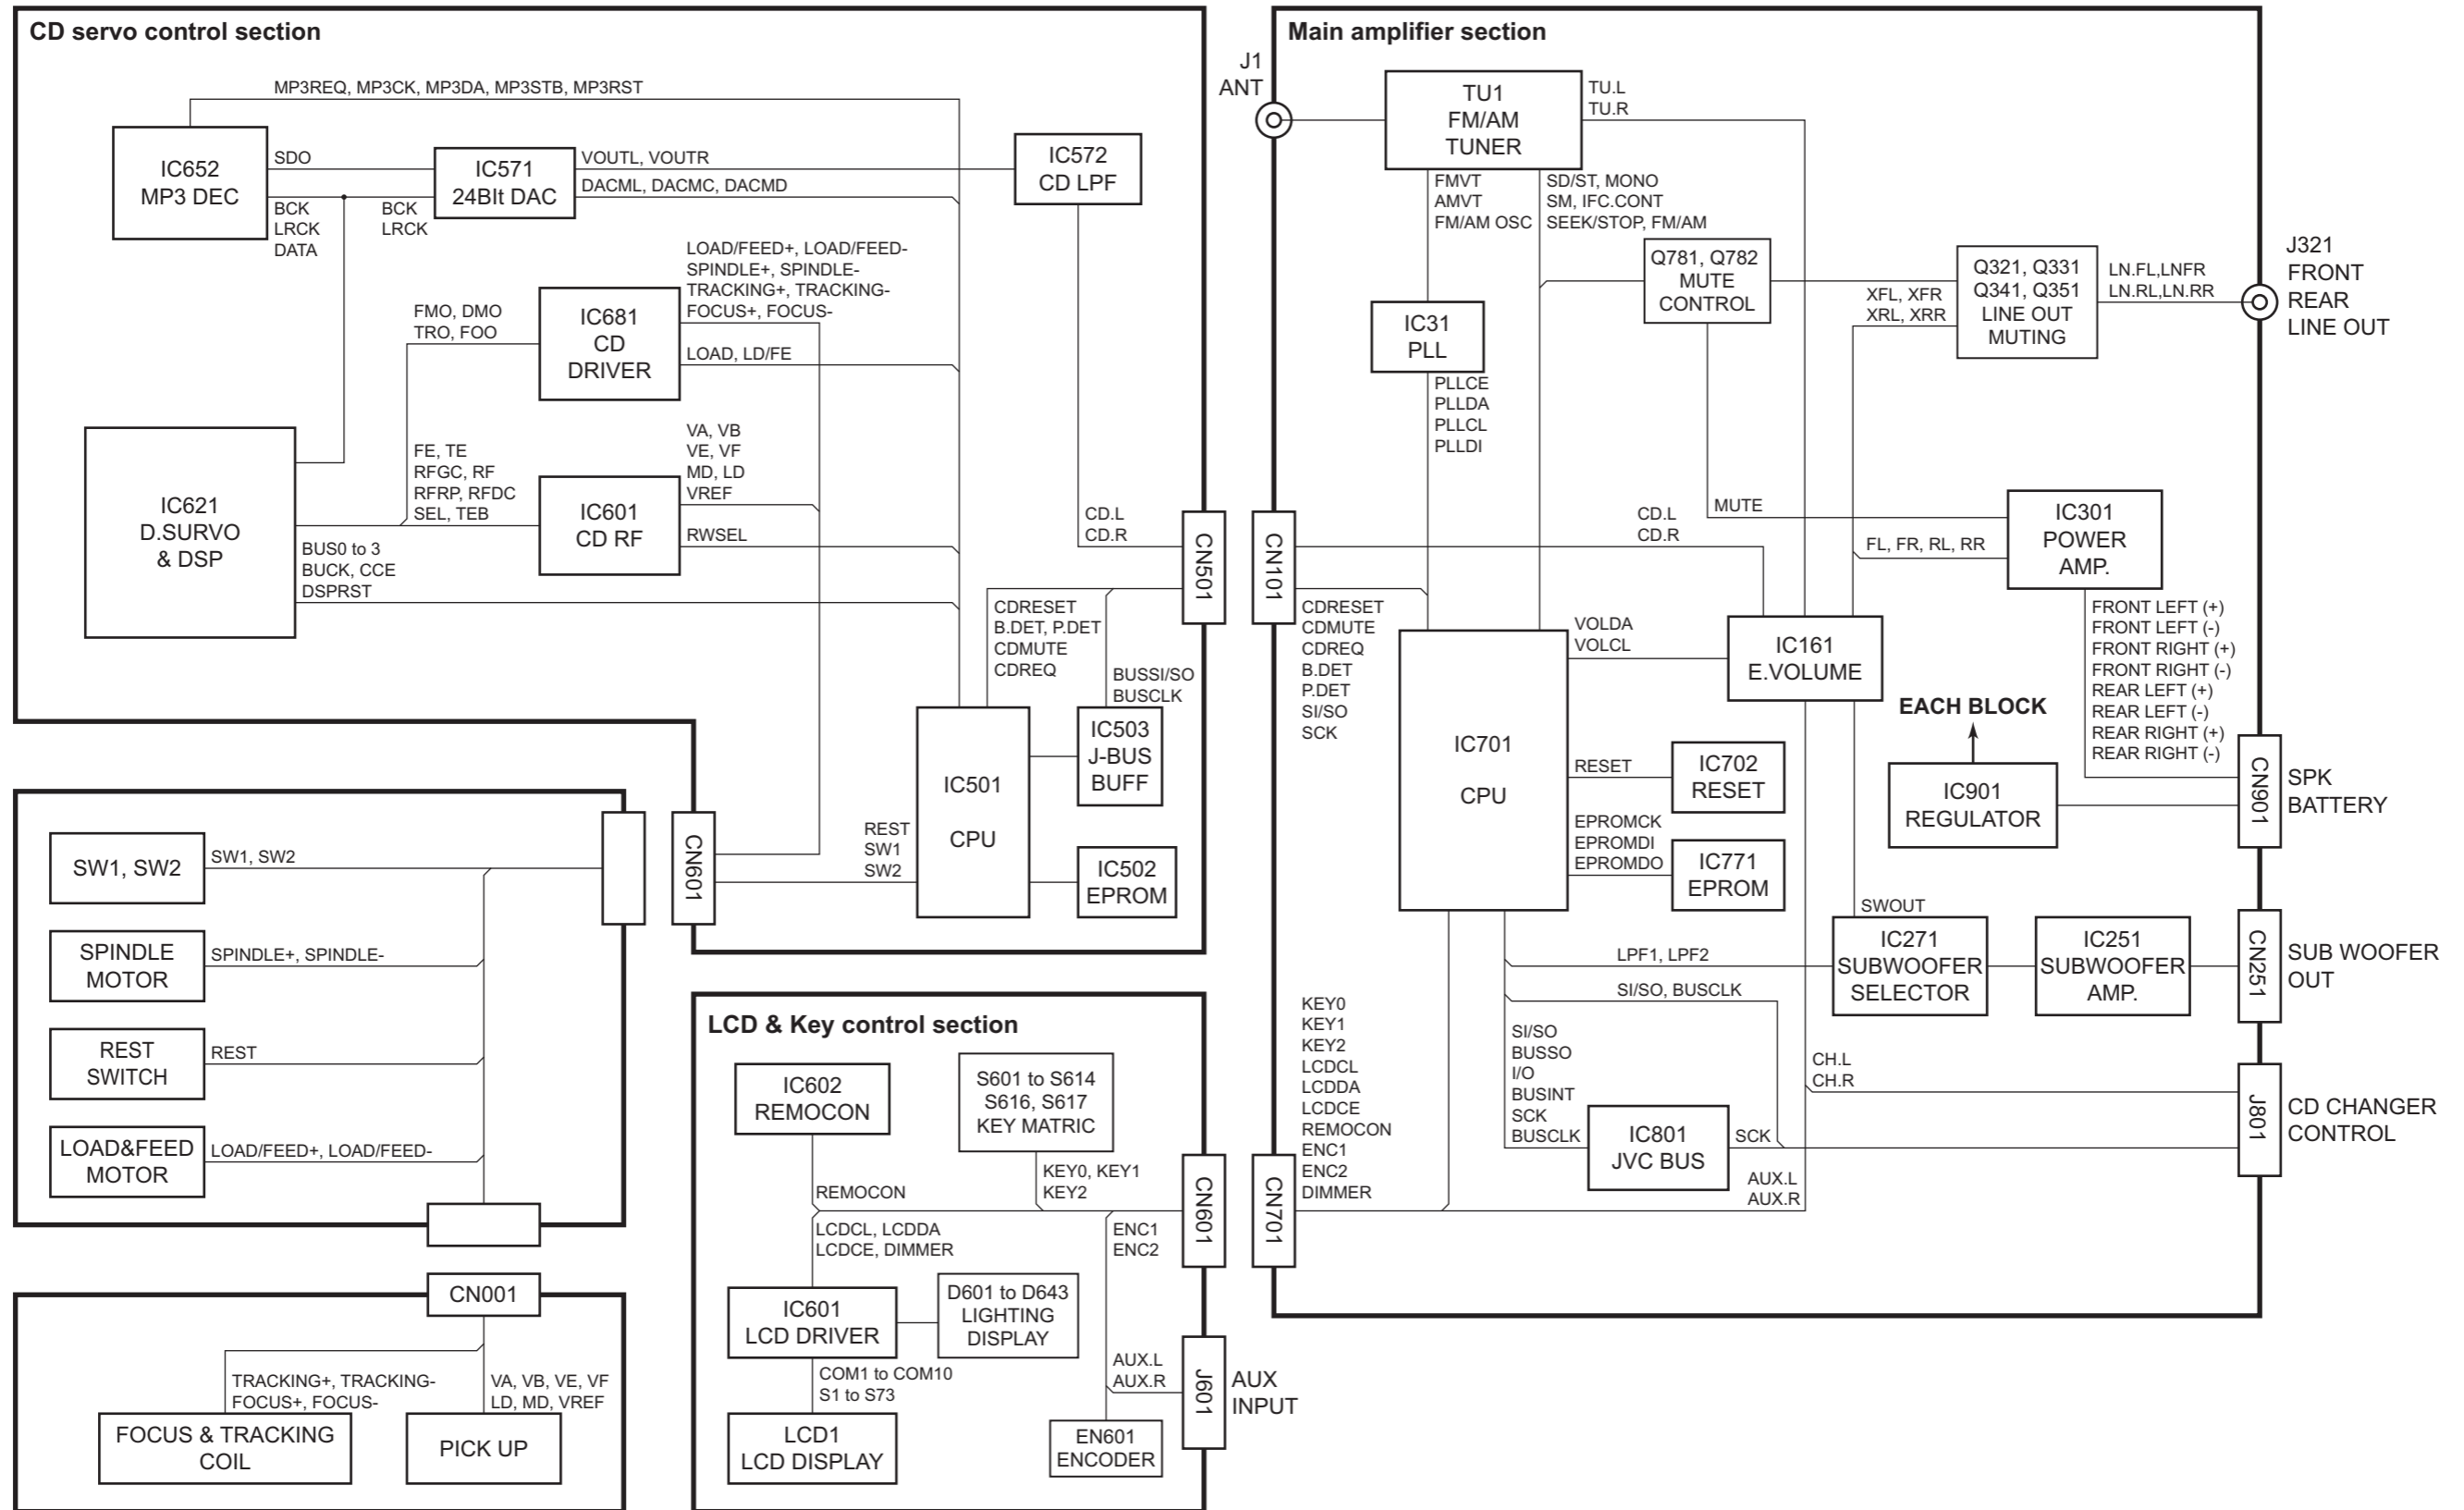 CD servo control section
MP3REQ, MP3CK, MP3DA, MP3STB, MP3RST
IC652
MP3 DEC
SDO
BCK
LRCK
DATA
BCK
LRCK
IC571
24BIt DAC
VOUTL, VOUTR
DACML, DACMC, DACMD
IC572
CD LPF
LOAD/FEED+, LOAD/FEED-
SPINDLE+, SPINDLE-
TRACKING+, TRACKING-
FOCUS+, FOCUS-
FMO, DMO
TRO, FOO
IC681
CD
DRIVER
LOAD, LD/FE
IC621
D.SURVO
& DSP
FE, TE
RFGC, RF
RFRP, RFDC
SEL, TEB
VA, VB
VE, VF
MD, LD
VREF
IC601
CD RF
RWSEL
BUS0 to 3
BUCK, CCE
DSPRST
CD.L
CD.R
CN501
CDRESET
B.DET, P.DET
CDMUTE
CDREQ
BUSSI/SO
BUSCLK
IC501
CPU
IC503
J-BUS
BUFF
IC502
EPROM
REST
SW1
SW2
CN601
SW1, SW2
SW1, SW2
SPINDLE
MOTOR
SPINDLE+, SPINDLE-
REST
SWITCH
REST
LOAD&FEED
MOTOR
LOAD/FEED+, LOAD/FEED-
CN001
TRACKING+, TRACKING-
FOCUS+, FOCUS-
VA, VB, VE, VF
LD, MD, VREF
FOCUS & TRACKING
COIL
PICK UP
LCD & Key control section
IC602
REMOCON
S601 to S614
S616, S617
KEY MATRIC
REMOCON
KEY0, KEY1
KEY2
LCDCL, LCDDA
LCDCE, DIMMER
ENC1
ENC2
CN601
IC601
LCD DRIVER
D601 to D643
LIGHTING
DISPLAY
COM1 to COM10
S1 to S73
LCD1
LCD DISPLAY
AUX.L
AUX.R
EN601
ENCODER
J601
AUX
INPUT
Main amplifier section
J1
ANT
TU1
FM/AM
TUNER
TU.L
TU.R
FMVT
AMVT
FM/AM OSC
SD/ST, MONO
SM, IFC.CONT
SEEK/STOP, FM/AM
Q781, Q782
MUTE
CONTROL
Q321, Q331
Q341, Q351
LINE OUT
MUTING
XFL, XFR
XRL, XRR
LN.FL,LNFR
LN.RL,LN.RR
J321
FRONT
REAR
LINE OUT
IC31
PLL
PLLCE
PLLDA
PLLCL
PLLDI
MUTE
CD.L
CD.R
CN101
IC301
POWER
AMP.
FL, FR, RL, RR
CDRESET
CDMUTE
CDREQ
B.DET
P.DET
SI/SO
SCK
IC701
CPU
VOLDA
VOLCL
IC161
E.VOLUME
FRONT LEFT (+)
FRONT LEFT (-)
FRONT RIGHT (+)
FRONT RIGHT (-)
REAR LEFT (+)
REAR LEFT (-)
REAR RIGHT (+)
REAR RIGHT (-)
EACH BLOCK
IC901
REGULATOR
CN901
SPK
BATTERY
RESET
IC702
RESET
EPROMCK
EPROMDI
EPROMDO
IC771
EPROM
SWOUT
LPF1, LPF2
IC271
SUBWOOFER
SELECTOR
IC251
SUBWOOFER
AMP.
CN251
SUB WOOFER
OUT
SI/SO, BUSCLK
KEY0
KEY1
KEY2
LCDCL
LCDDA
LCDCE
REMOCON
ENC1
ENC2
DIMMER
SI/SO
BUSSO
I/O
BUSINT
SCK
BUSCLK
IC801
JVC BUS
SCK
CH.L
CH.R
J801
CD CHANGER
CONTROL
AUX.L
AUX.R
CN701